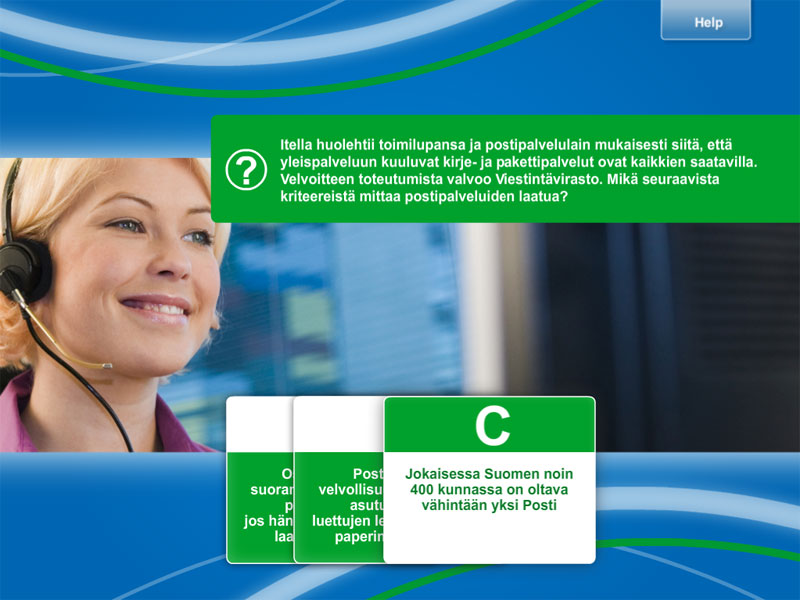 Help
?
Itella huolehtii toimilupansa ja postipalvelulain mukaisesti siitä, että
yleispalveluun kuuluvat kirje- ja pakettipalvelut ovat kaikkien saatavilla.
Velvoitteen toteutumista valvoo Viestintävirasto. Mikä seuraavista
kriteereistä mittaa postipalveluiden laatua?
C
Jokaisessa Suomen noin
400 kunnassa on oltava
vähintään yksi Posti
jos